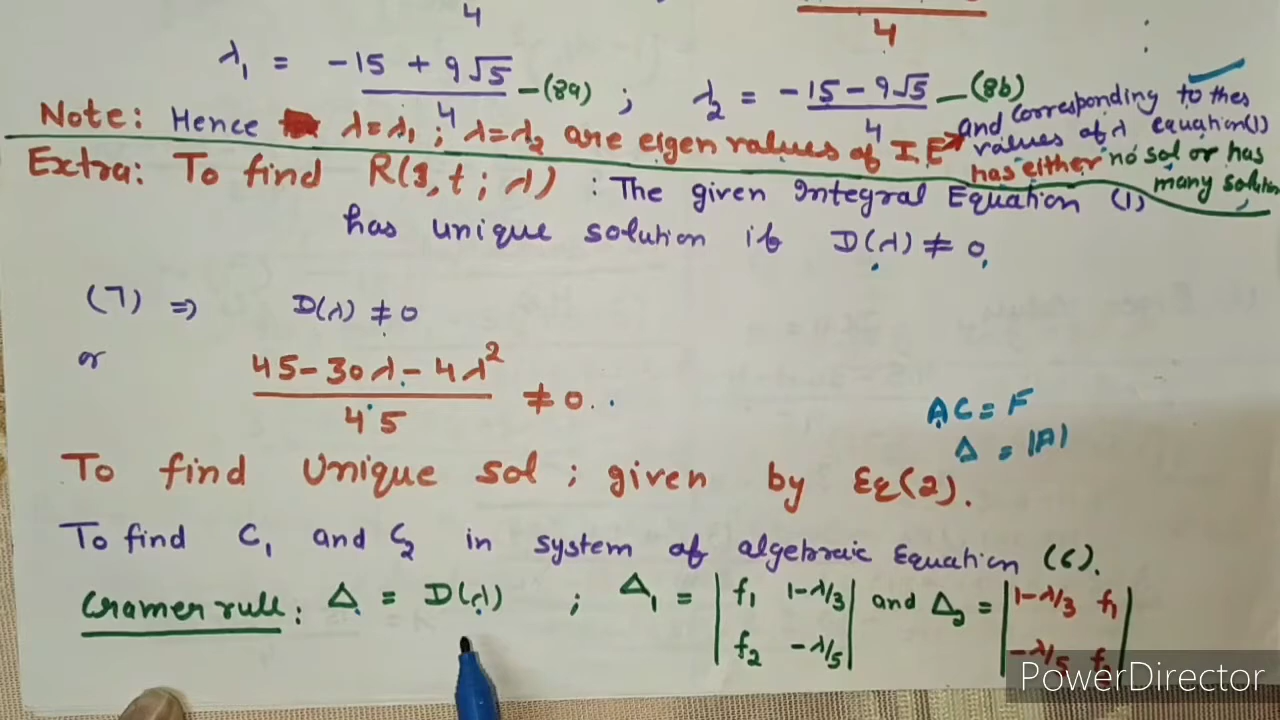 4
4
λ₁ = -15 + 9√5 / 4 —(8a) ; λ₂ = -15 - 9√5 / 4 —(8b)
Note: Hence λ=λ₁ ; λ=λ₂ are eigen values of I.E and corresponding to thes
values of λ equation(1)
has either no sol or has
many solution
Extra: To find R(s,t;λ) : The given Integral Equation (1)
has unique solution if D(λ) ≠ 0
(7) ⇒ D(λ) ≠ 0
or
45-30λ-4λ² / 45 ≠ 0.
AC = F
Δ = |A|
To find Unique sol ; given by Eq(2).
To find C₁ and C₂ in system of algebraic Equation (6).
Cramer rule: Δ = D(λ) ; Δ₁ = | f₁ 1-λ/3 | and Δ₂ = | 1-λ/3 f₁ |
| f₂ -λ/5 | | -λ/5 |
PowerDirector